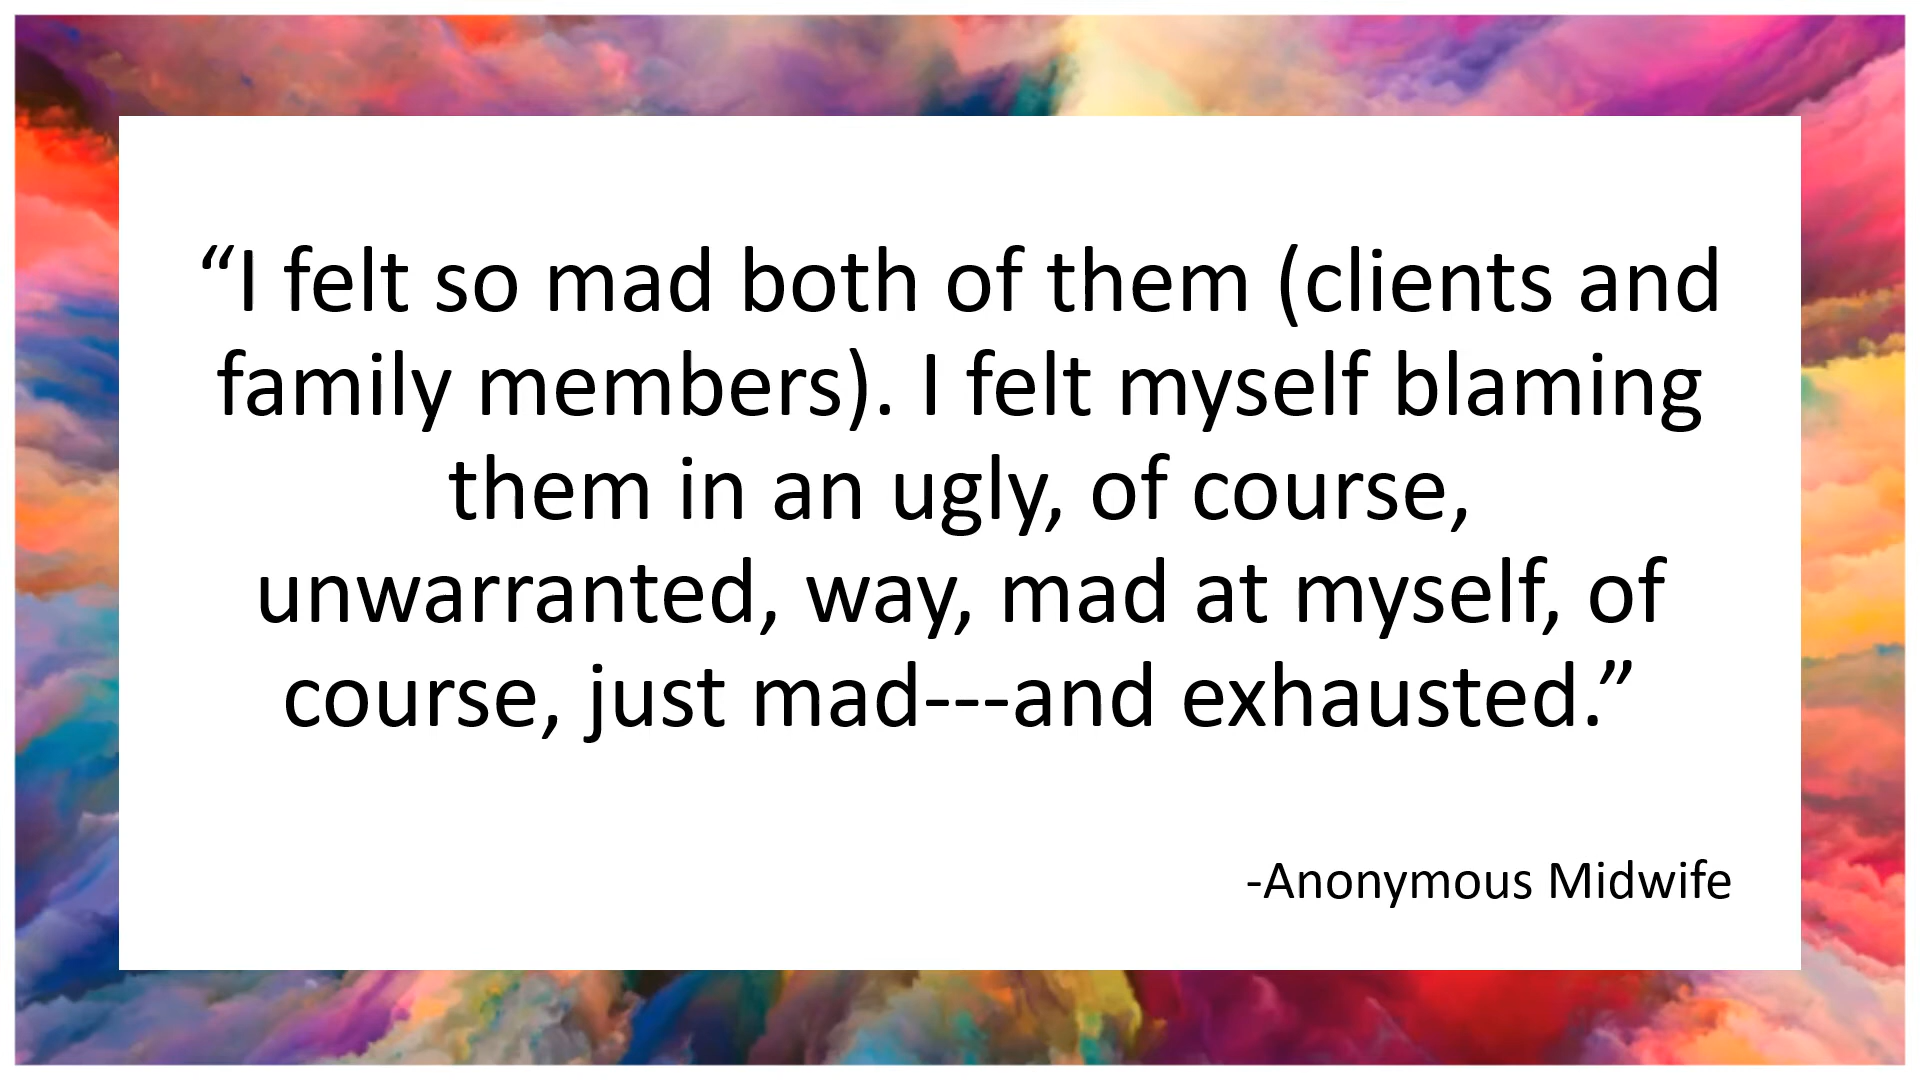 “I felt so mad both of them (clients and
family members). I felt myself blaming
them in an ugly, of course,
unwarranted, way, mad at myself, of
course, just mad---and exhausted.”
-Anonymous Midwife